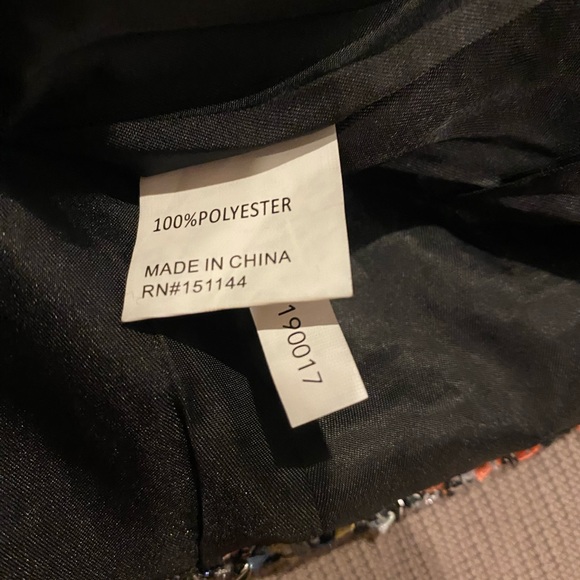 100%POLYESTER
MADE IN CHINA
RN#151144
190017